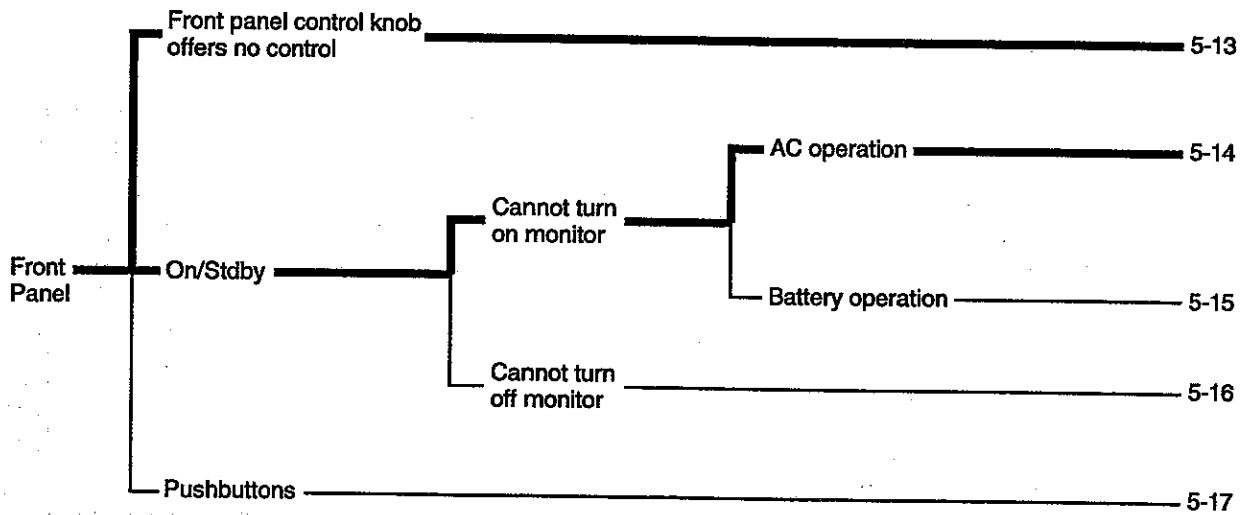 Front panel control knob
offers no control
5-13
AC operation
5-14
Cannot turn
on monitor
Front
Panel
On/Stdby
Battery operation
5-15
Cannot turn
off monitor
5-16
Pushbuttons
5-17